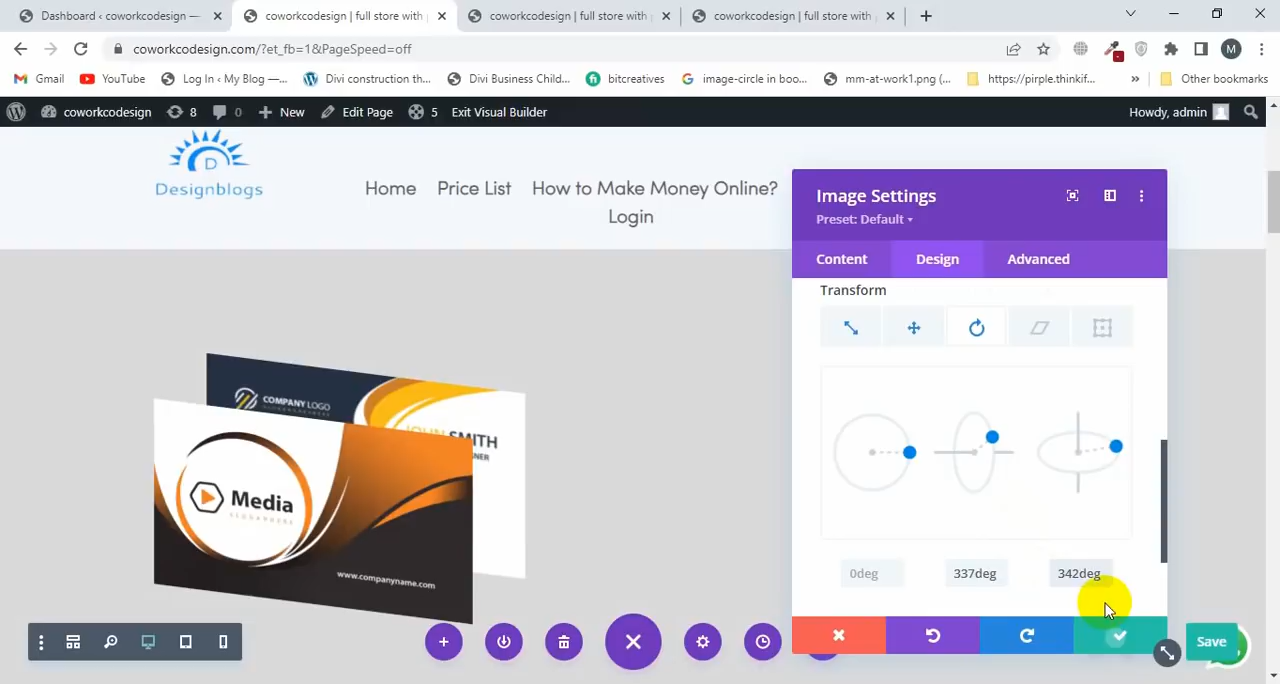 Dashboard ‹ coworkcodesign —
coworkcodesign | full store with
coworkcodesign | full store with
coworkcodesign | full store with
coworkcodesign.com/?et_fb=1&PageSpeed=off
M
Gmail
YouTube
Log In ‹ My Blog —...
Divi construction th...
Divi Business Child...
bitcreatives
image-circle in boo...
mm-at-work1.png (...
https://pirple.thinkif...
»
Other bookmarks
coworkcodesign
8
0
New
Edit Page
5
Exit Visual Builder
Howdy, admin
D
Designblogs
Home
Price List
How to Make Money Online?
Login
Image Settings
Preset: Default
Content
Design
Advanced
Transform
0deg
337deg
342deg
COMPANY LOGO
JOHN SMITH
Media
www.companyname.com
Save